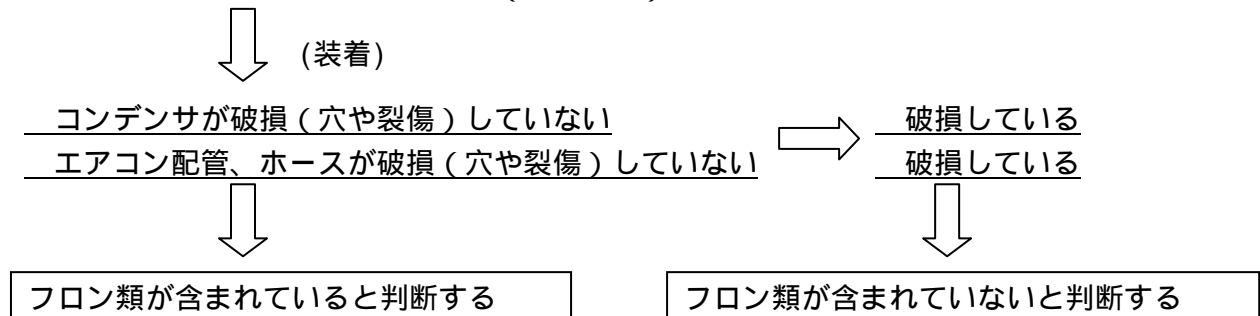 (装着)
コンデンサが破損（穴や裂傷）していない
破損している
エアコン配管、ホースが破損（穴や裂傷）していない
破損している
フロン類が含まれていると判断する
フロン類が含まれていないと判断する